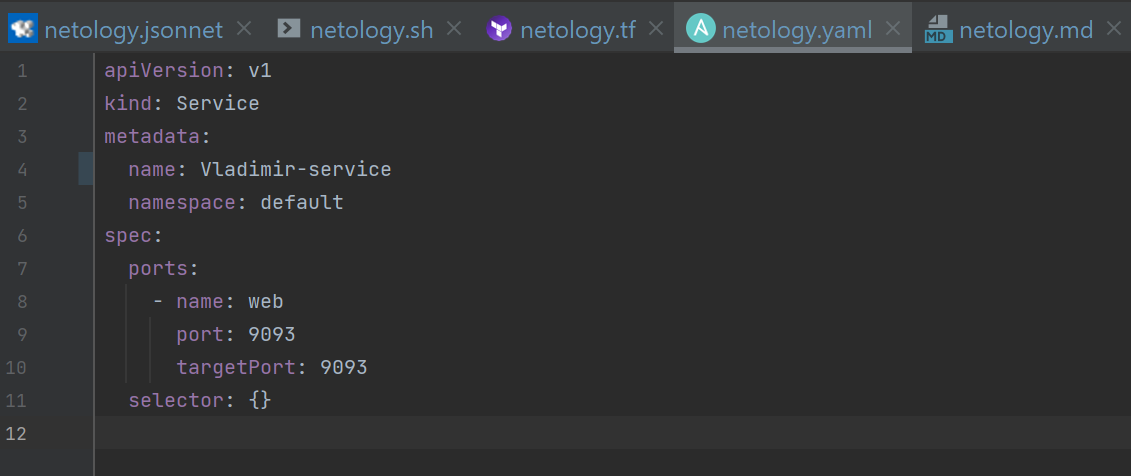 netology.jsonnet netology.sh netology.tf netology.yaml MD netology.md
1 apiVersion: v1
2 kind: Service
3 metadata:
4   name: Vladimir-service
5   namespace: default
6 spec:
7   ports:
8     - name: web
9       port: 9093
10       targetPort: 9093
11   selector: {}
12